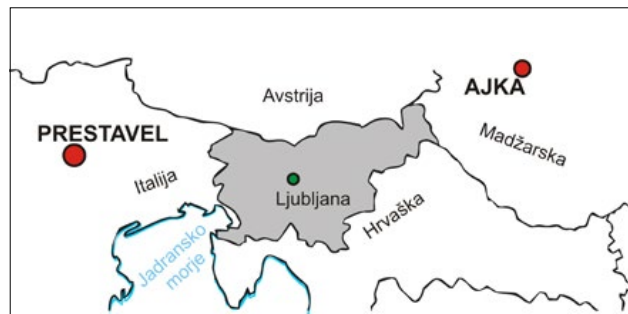 Avstrija
AJKA
Madžarska
PRESTAVEL
Italija
Ljubljana
Hrvaška
Jadransko
morje